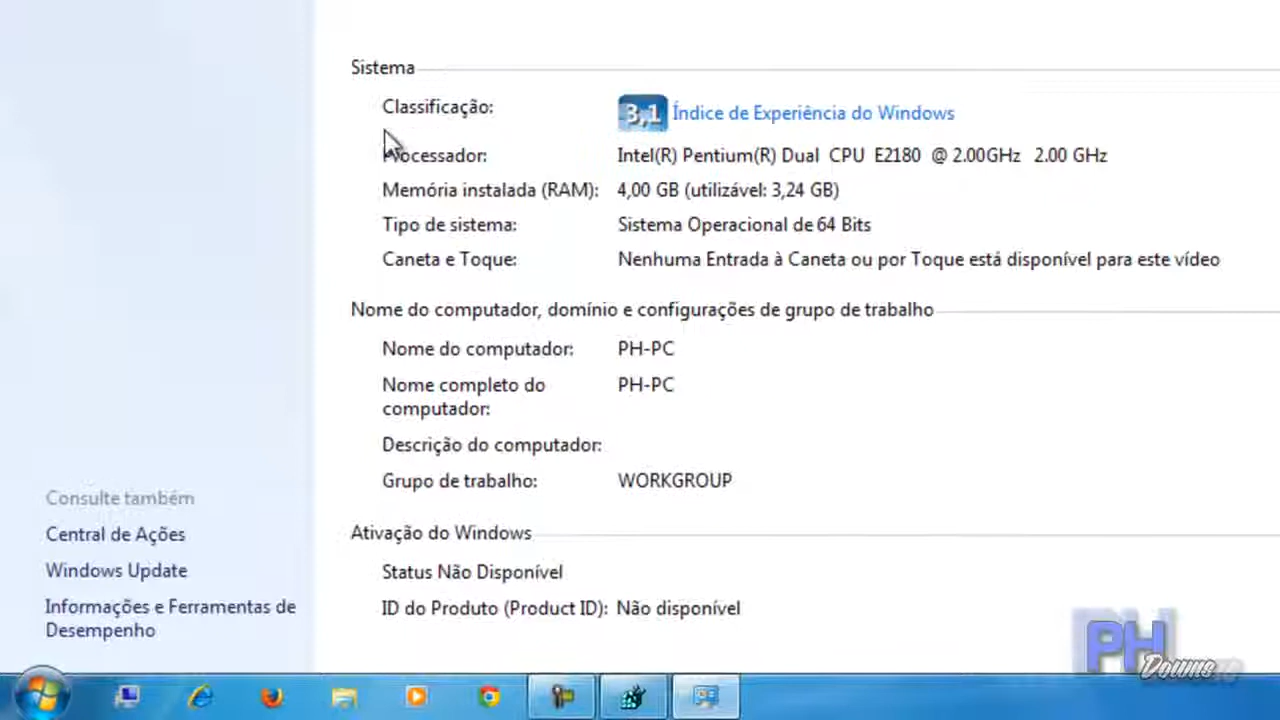 Sistema
Classificação:
3,1 Índice de Experiência do Windows
Processador: Intel(R) Pentium(R) Dual CPU E2180 @ 2.00GHz 2.00 GHz
Memória instalada (RAM): 4,00 GB (utilizável: 3,24 GB)
Tipo de sistema: Sistema Operacional de 64 Bits
Caneta e Toque: Nenhuma Entrada à Caneta ou por Toque está disponível para este vídeo
Nome do computador, domínio e configurações de grupo de trabalho
Nome do computador: PH-PC
Nome completo do PH-PC
computador:
Descrição do computador:
Grupo de trabalho: WORKGROUP
Consulte também
Central de Ações
Windows Update
Informações e Ferramentas de
Desempenho
Ativação do Windows
Status Não Disponível
ID do Produto (Product ID): Não disponível
PH
Downs